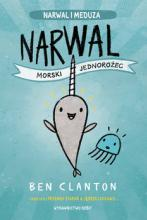 NARWAL I MEDUZA
NARWAL
MORSKI JEDNOROŻEC
BEN CLANTON
WYDAWNICTWO